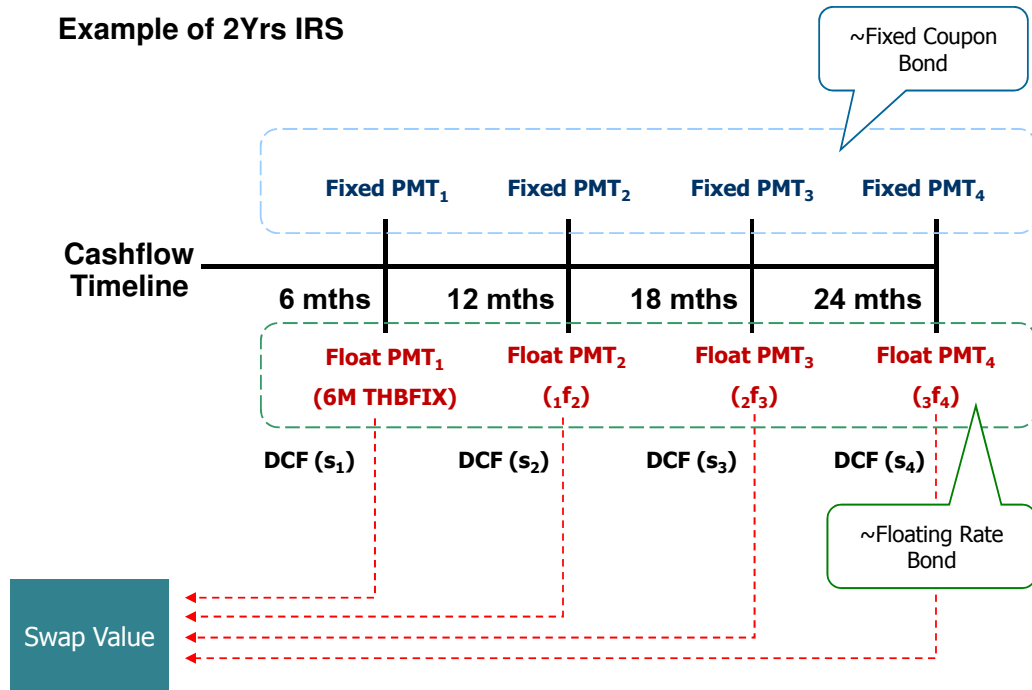 Example of 2Yrs IRS
~Fixed Coupon
Bond
Fixed PMT₁ Fixed PMT₂ Fixed PMT₃ Fixed PMT₄
Cashflow
Timeline
6 mths 12 mths 18 mths 24 mths
Float PMT₁ Float PMT₂ Float PMT₃ Float PMT₄
(6M THBFIX) (₁f₂) (₂f₃) (₃f₄)
DCF (s₁) DCF (s₂) DCF (s₃) DCF (s₄)
~Floating Rate
Bond
Swap Value